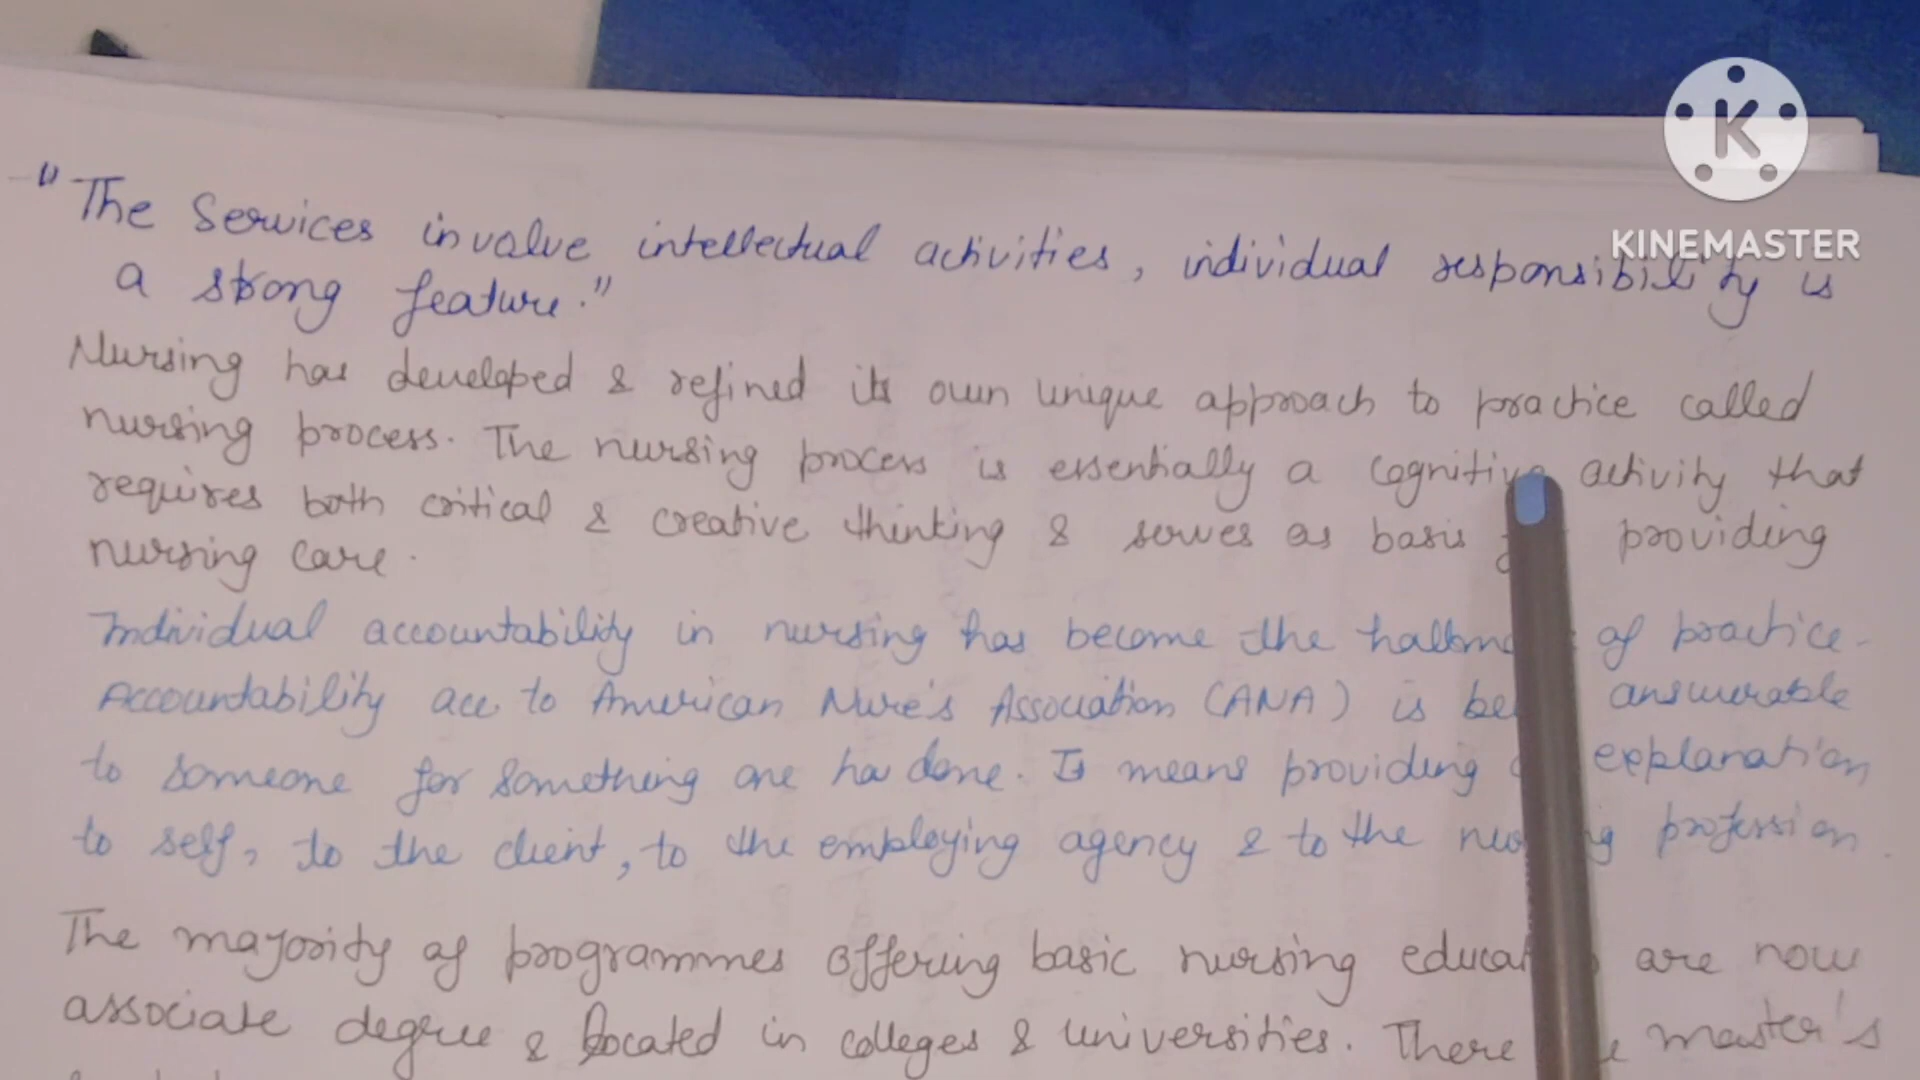 KINEMASTER
"The Services involve intellectual activities, individual responsibility is
a strong feature."
Nursing has developed & refined its own unique approach to practice called
nursing process. The nursing process is essentially a cognitive activity that
requires both critical & creative thinking & serves as basis providing
nursing care.
Individual accountability in nursing has become the of practice.
Accountability acc to American Nure's Association (ANA) is answerable
to someone for something one ha done. It means providing explanation
to self, to the client, to the employing agency & to the profession.
The majority of programmes offering basic nursing are now
associate degree & located in colleges & universities. There master's